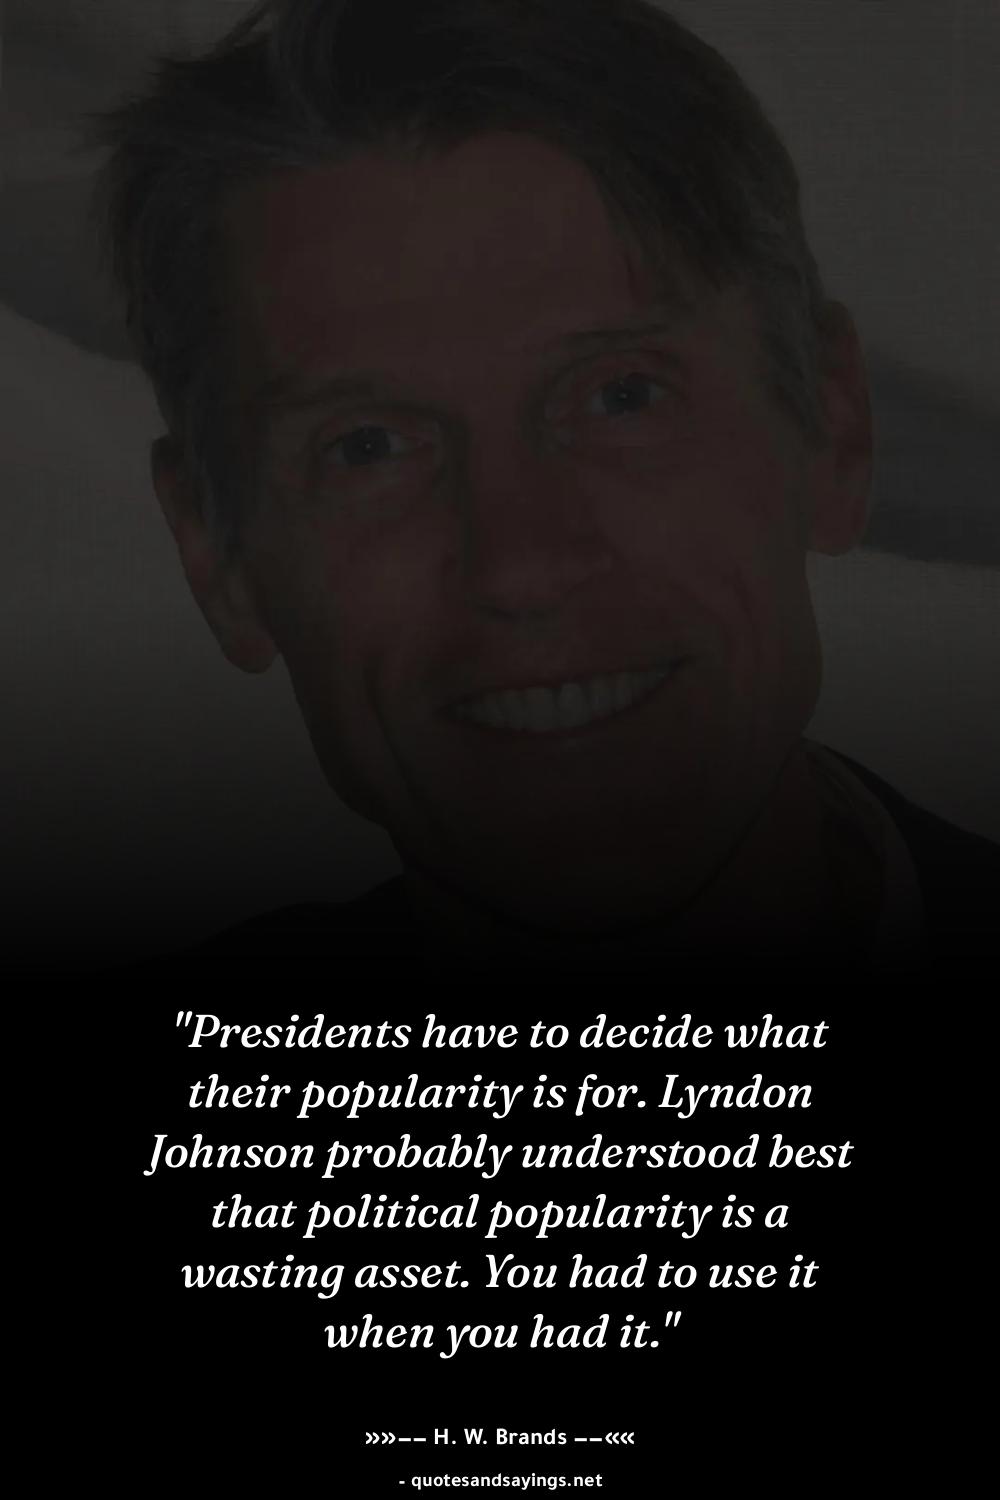 "Presidents have to decide what
their popularity is for. Lyndon
Johnson probably understood best
that political popularity is a
wasting asset. You had to use it
when you had it."
»»−− H. W. Brands −−««
- quotesandsayings.net